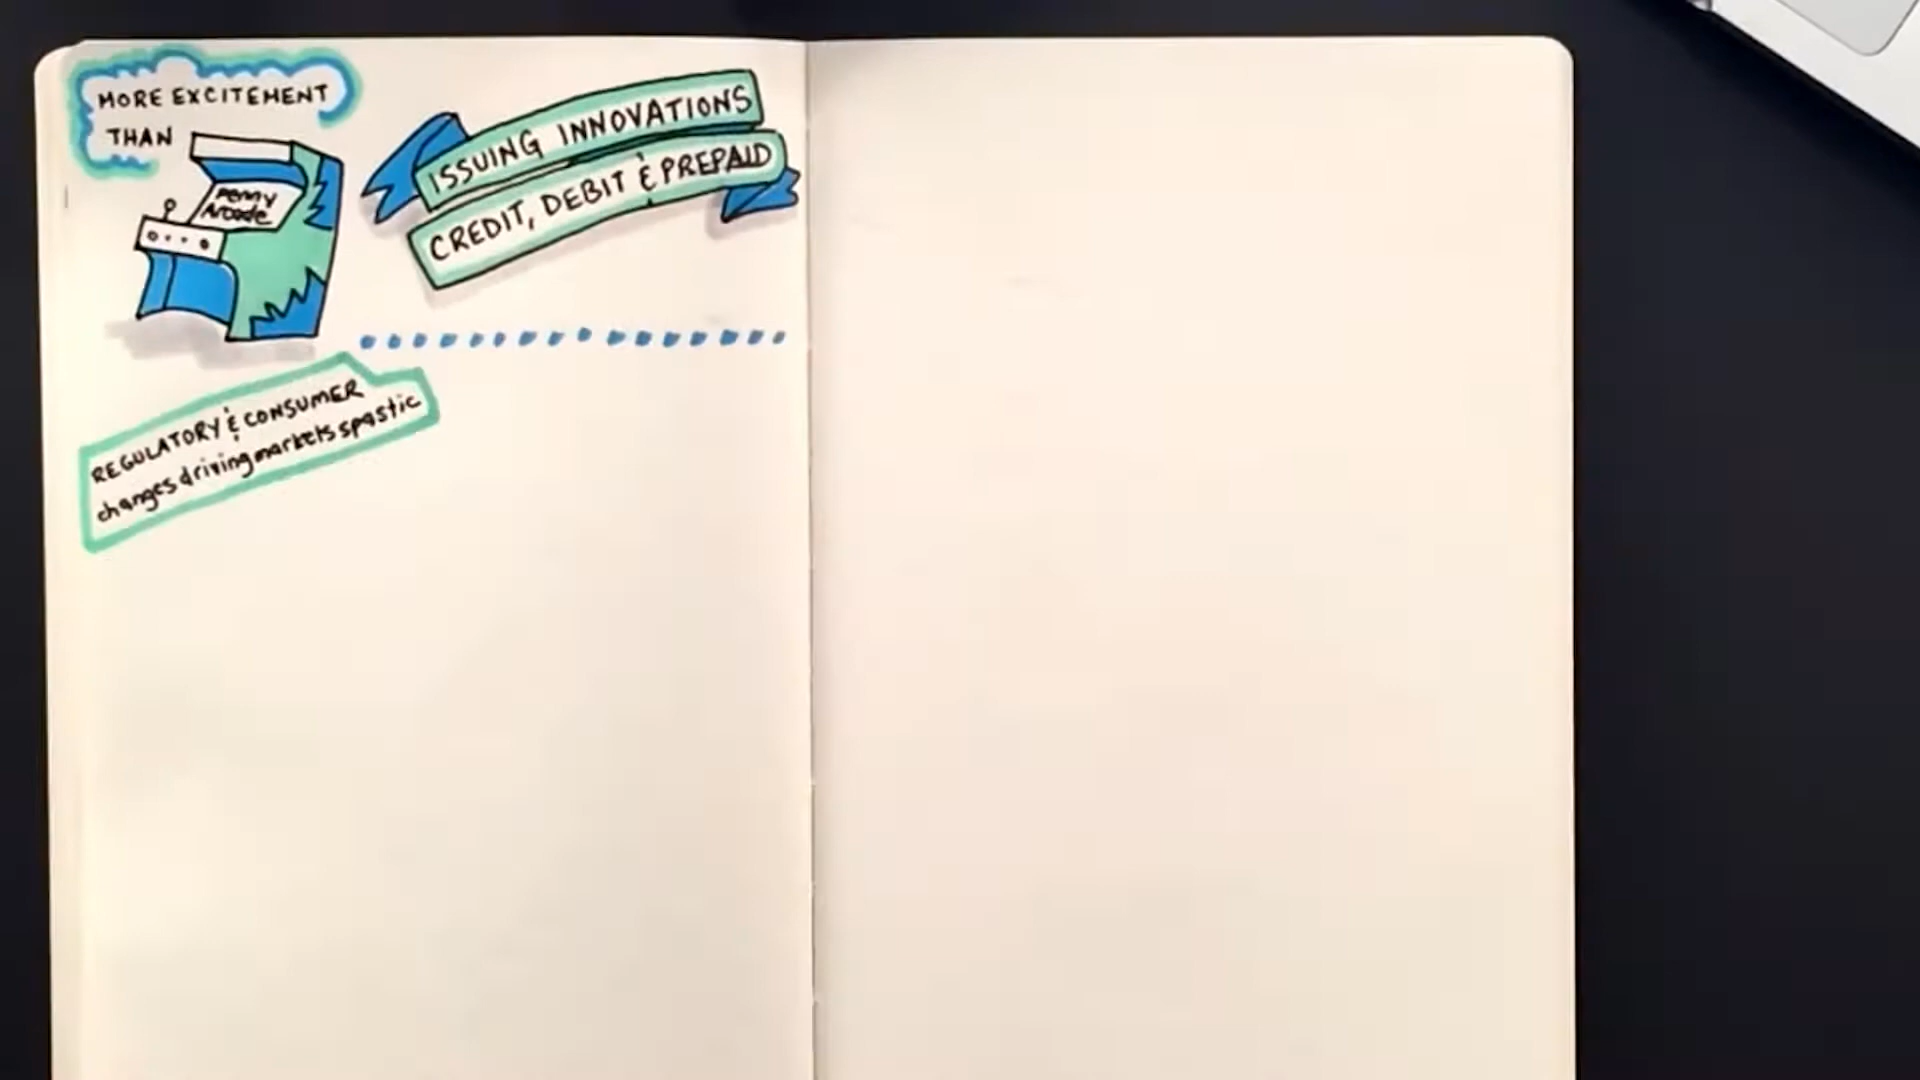 MORE EXCITEMENT
THAN
Penny
Arcade
ISSUING INNOVATIONS
CREDIT, DEBIT & PREPAID
REGULATORY & CONSUMER
changes driving markets spastic